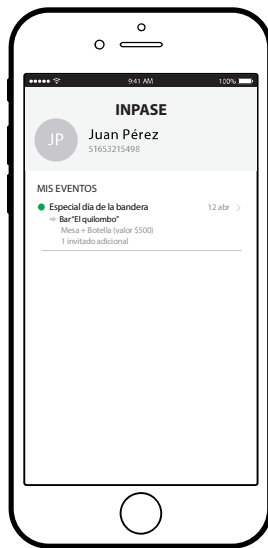 9:41 AM 100%
INPASE
JP
Juan Pérez
51653215498
MIS EVENTOS
Especial día de la bandera 12 abr >
⇨ Bar "El quilombo"
Mesa + Botella (valor $500)
1 invitado adicional